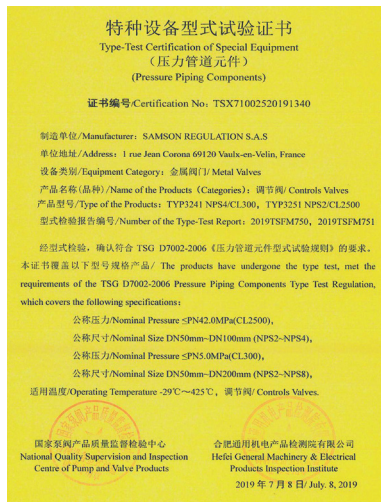 特种设备型式试验证书
Type-Test Certification of Special Equipment
（压力管道元件）
(Pressure Piping Components)
证书编号/Certification No: TSX71002520191340
制造单位/Manufacturer: SAMSON REGULATION S.A.S
单位地址/Address: 1 rue Jean Corona 69120 Vaulx-en-Velin, France
设备类别/Equipment Category: 金属阀门/ Metal Valves
产品名称(品种)/Name of the Products (Categories): 调节阀/ Controls Valves
产品型号/Type of the Products: TYP3241 NPS4/CL300, TYP3251 NPS2/CL2500
型式检验报告编号/Number of the Type-Test Report: 2019TSFM750, 2019TSFM751
经型式检验，确认符合 TSG D7002-2006《压力管道元件型式试验规则》的要求。
本证书覆盖以下型号规格产品/ The products have undergone the type test, met the
requirements of the TSG D7002-2006 Pressure Piping Components Type Test Regulation,
which covers the following specifications:
公称压力/Nominal Pressure ≤PN42.0MPa(CL2500),
公称尺寸/Nominal Size DN50mm~DN100mm (NPS2~NPS4),
公称压力/Nominal Pressure ≤PN5.0MPa(CL300),
公称尺寸/Nominal Size DN50mm~DN200mm (NPS2~NPS8),
适用温度/Operating Temperature -29℃～425℃, 调节阀/ Controls Valves.
国家泵阀产品质量监督检验中心
National Quality Supervision and Inspection
Centre of Pump and Valve Products
合肥通用机电产品检测院有限公司
Hefei General Machinery & Electrical
Products Inspection Institute
2019 年 7 月 8 日/ July. 8, 2019